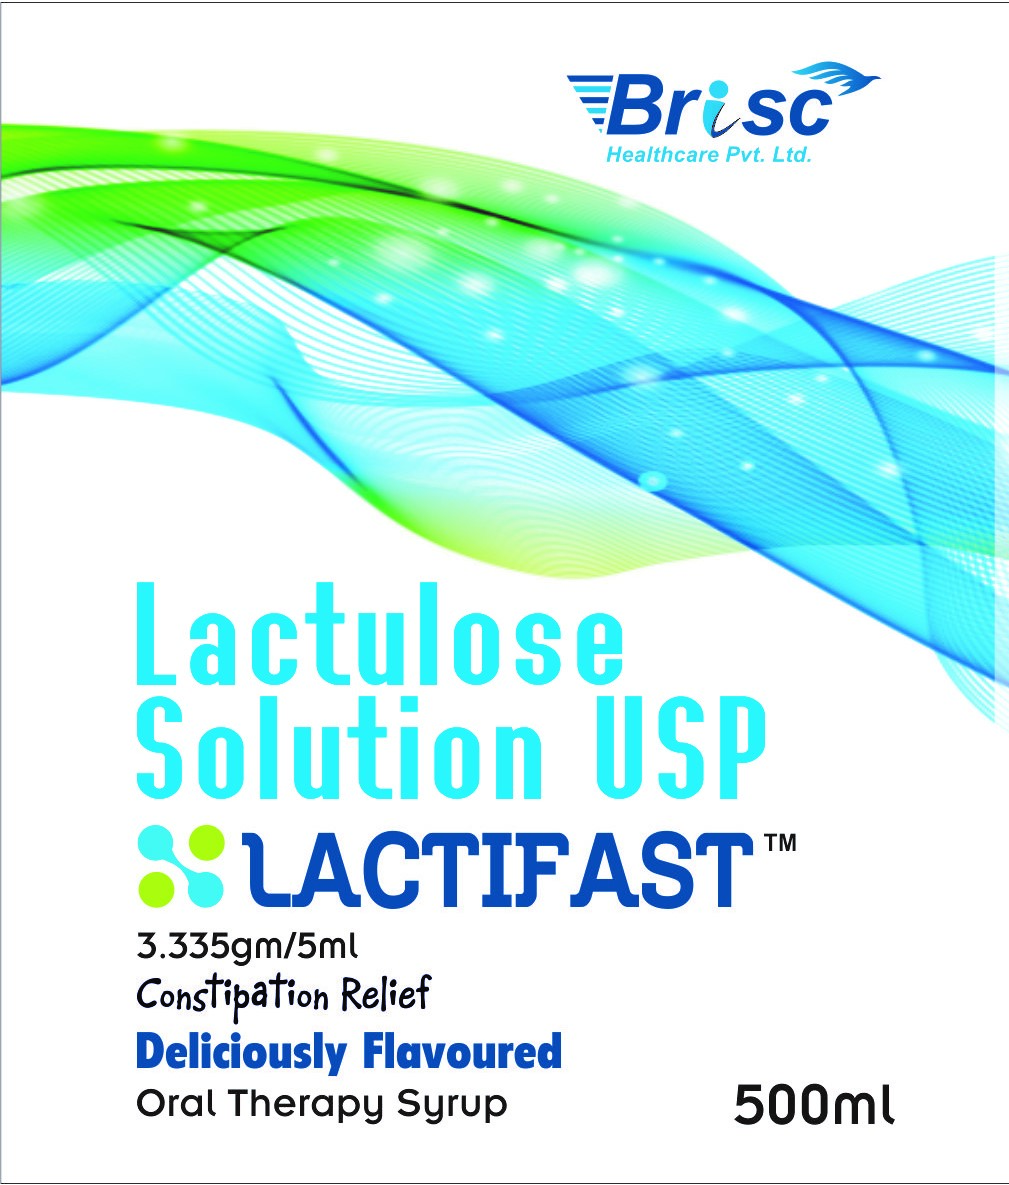 Brisc
Healthcare Pvt. Ltd.
Lactulose
Solution USP
LACTIFAST™
3.335gm/5ml
Constipation Relief
Deliciously Flavoured
Oral Therapy Syrup
500ml